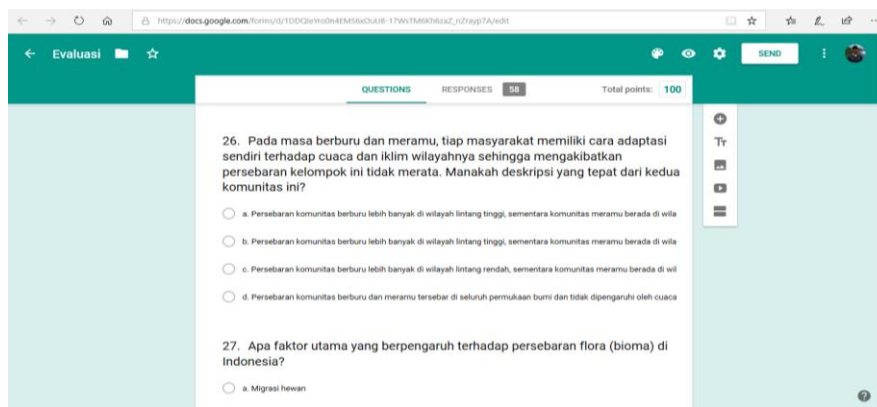 https://docs.google.com/forms/d/
Evaluasi
SEND
QUESTIONS RESPONSES 58 Total points: 100
26. Pada masa berburu dan meramu, tiap masyarakat memiliki cara adaptasi
sendiri terhadap cuaca dan iklim wilayahnya sehingga mengakibatkan
persebaran kelompok ini tidak merata. Manakah deskripsi yang tepat dari kedua
komunitas ini?
a. Persebaran komunitas berburu lebih banyak di wilayah lintang tinggi, sementara komunitas meramu berada di wila
b. Persebaran komunitas berburu lebih banyak di wilayah lintang tinggi, sementara komunitas meramu berada di wila
c. Persebaran komunitas berburu lebih banyak di wilayah lintang rendah, sementara komunitas meramu berada di wil
d. Persebaran komunitas berburu dan meramu tersebar di seluruh permukaan bumi dan tidak dipengaruhi oleh cuaca
27. Apa faktor utama yang berpengaruh terhadap persebaran flora (bioma) di
Indonesia?
a. Migrasi hewan